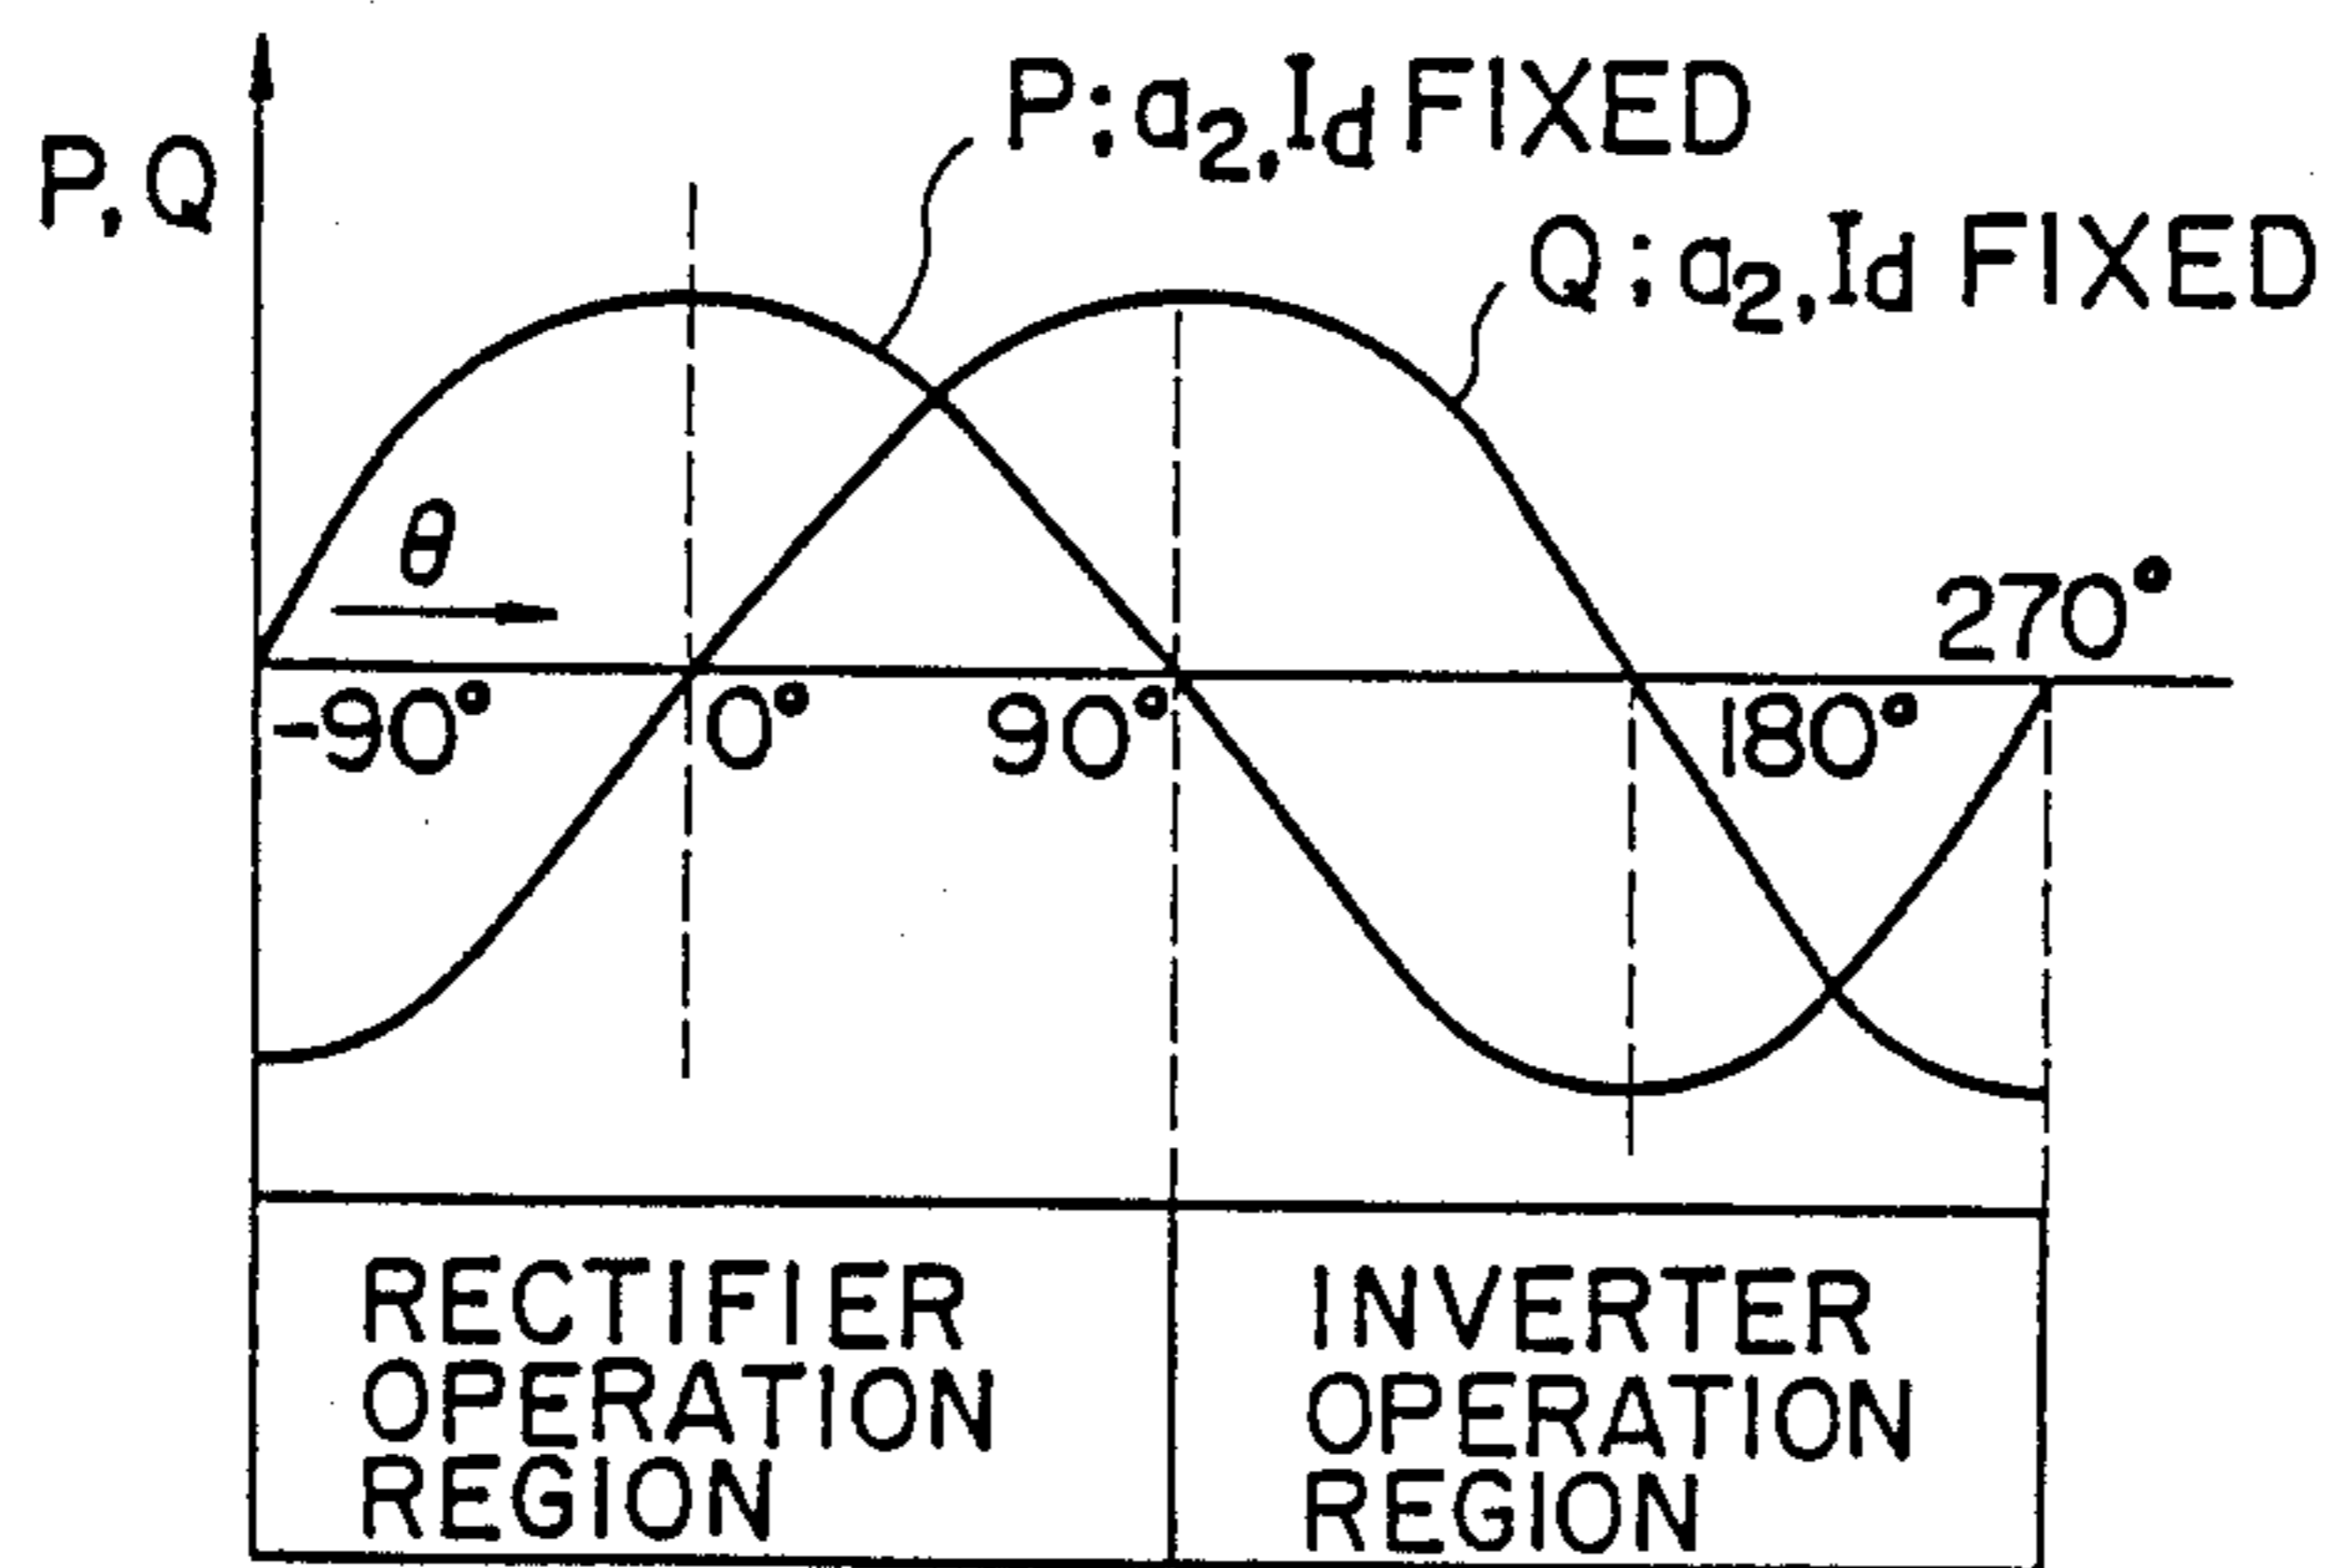 P,Q
P:a2,Id FIXED
Q:a2,Id FIXED
θ
-90°
0°
90°
180°
270°
RECTIFIER
OPERATION
REGION
INVERTER
OPERATION
REGION